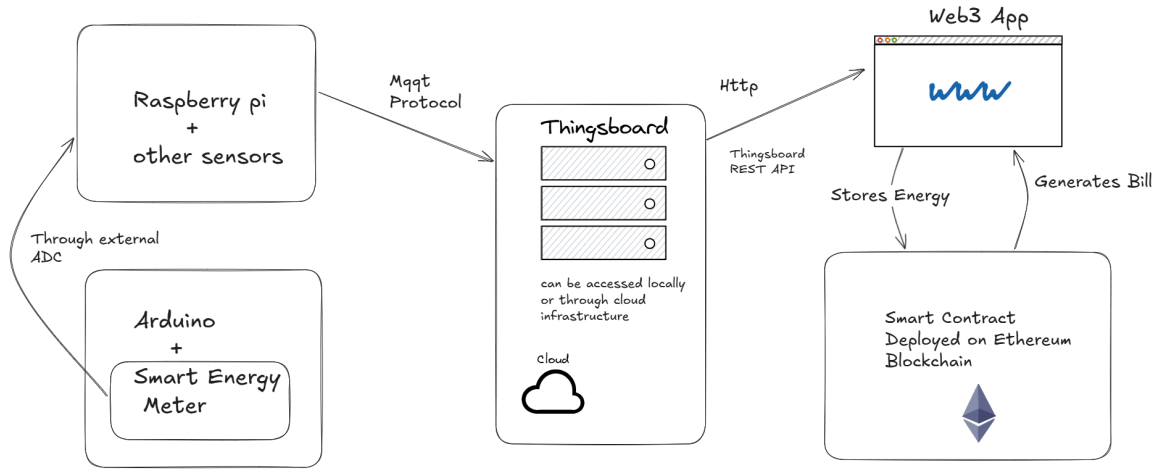 Raspberry pi
+
other sensors
Through external
ADC
Arduino
+
Smart Energy
Meter
Mqqt
Protocol
Thingsboard
can be accessed locally
or through cloud
infrastructure
Cloud
Http
Thingsboard
REST API
Web3 App
www
Stores Energy
Generates Bill
Smart Contract
Deployed on Ethereum
Blockchain